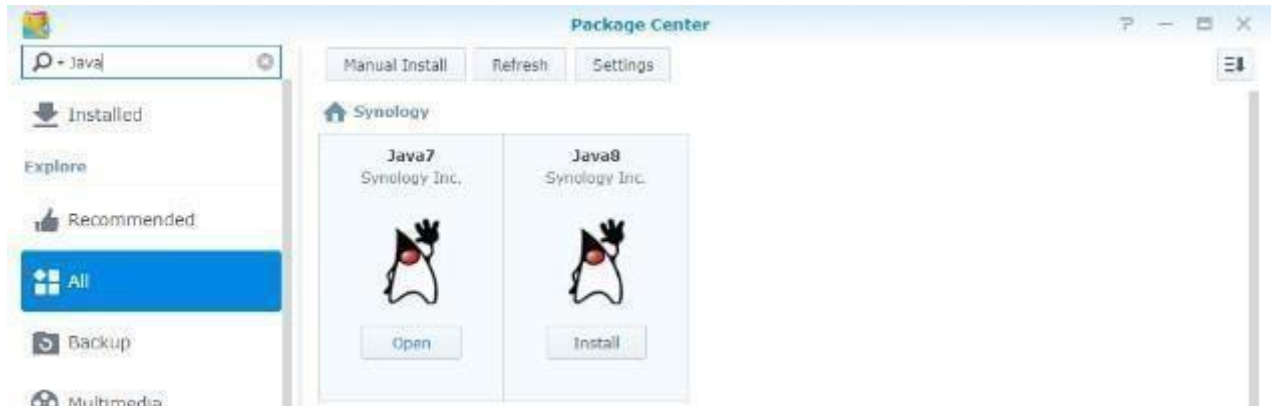 Package Center
Java
Manual Install Refresh Settings
Installed
Synology
Explore
Java7
Synology Inc.
Java8
Synology Inc.
Recommended
All
Backup
Open
Install
Multimedia